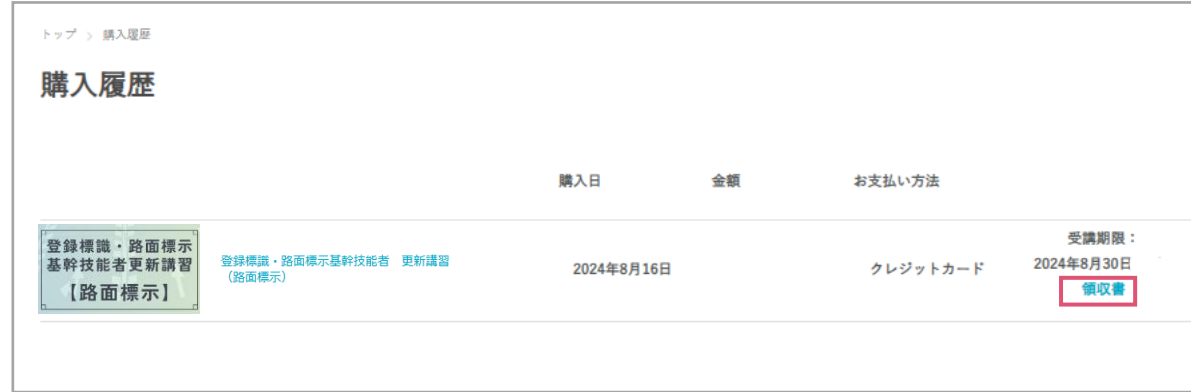 トップ > 購入履歴
購入履歴
購入日 金額 お支払い方法
登録標識・路面標示
基幹技能者更新講習
【路面標示】
登録標識・路面標示基幹技能者 更新講習
（路面標示）
2024年8月16日
クレジットカード
受講期限：
2024年8月30日
領収書